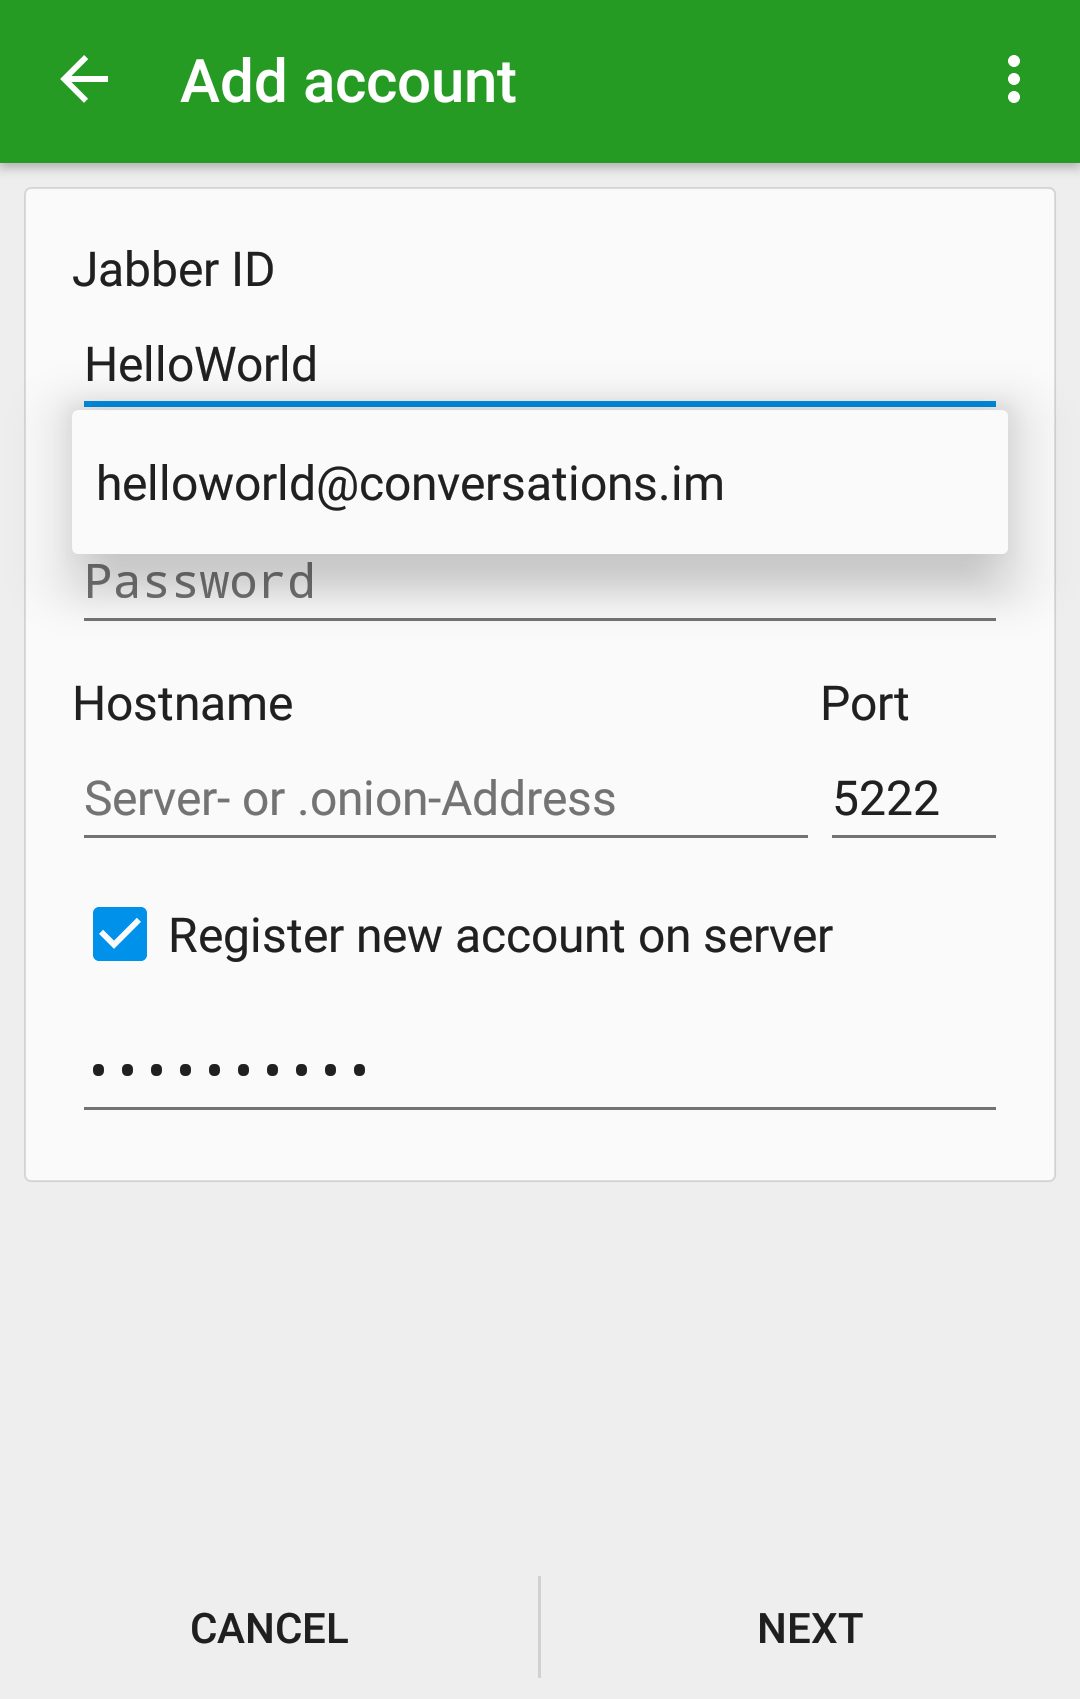 Add account
Jabber ID
HelloWorld
helloworld@conversations.im
Password
Hostname Port
Server- or .onion-Address 5222
Register new account on server
••••••••••
CANCEL NEXT